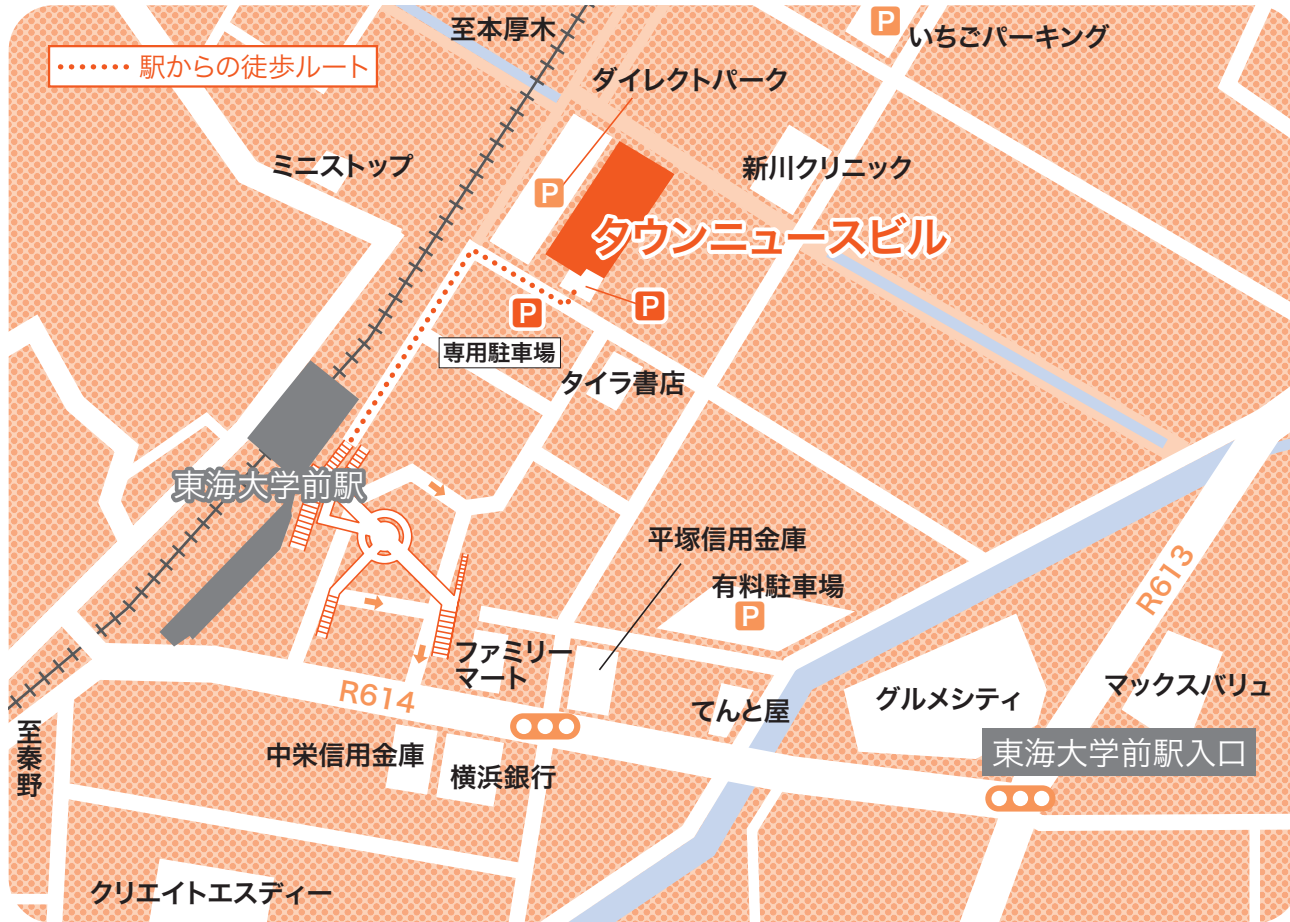 至本厚木
P
いちごパーキング
駅からの徒歩ルート
ダイレクトパーク
ミニストップ
新川クリニック
P
タウンニュースビル
P
P
専用駐車場
タイラ書店
東海大学前駅
平塚信用金庫
有料駐車場
P
R613
ファミリー
マート
R614
てんと屋
グルメシティ
マックスバリュ
至秦野
中栄信用金庫
横浜銀行
東海大学前駅入口
クリエイトエスディー